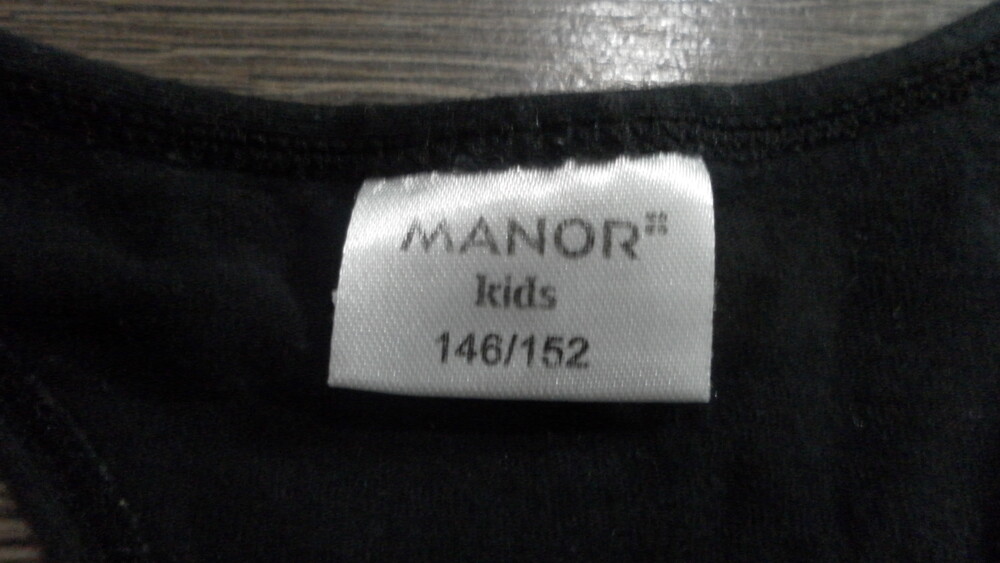 MANOR
kids
146/152